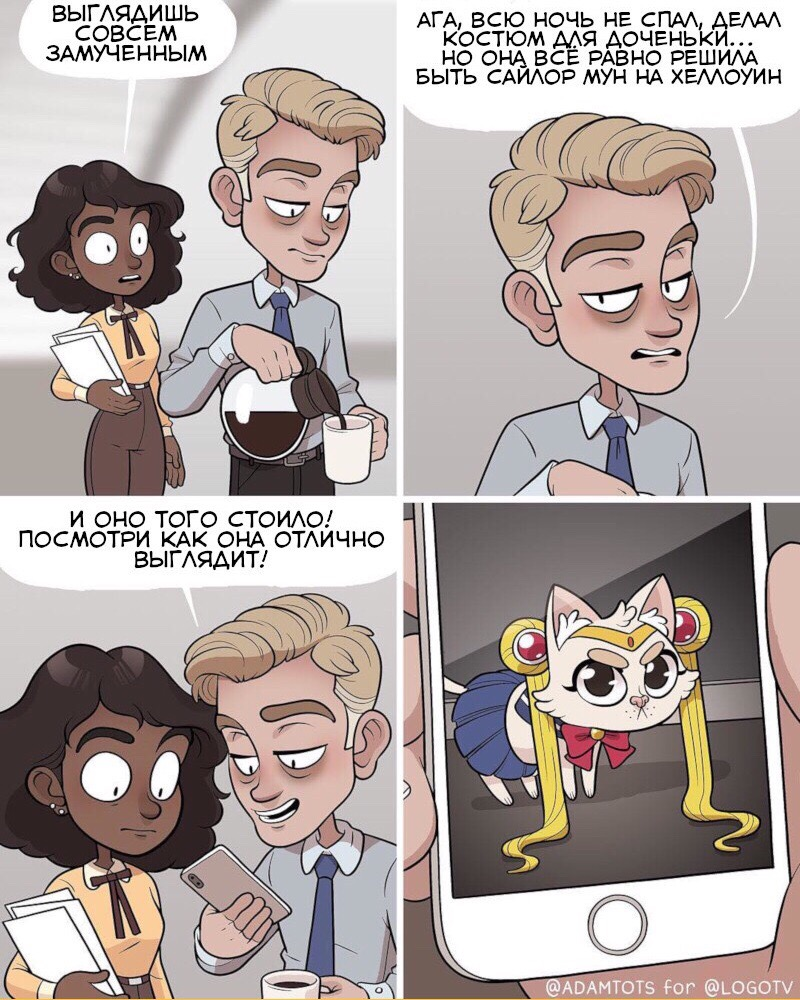 ВЫГЛЯДИШЬ
СОВСЕМ
ЗАМУЧЕННЫМ
АГА, ВСЮ НОЧЬ НЕ СПАЛ, ДЕЛАЛ
КОСТЮМ ДЛЯ ДОЧЕНЬКИ...
НО ОНА ВСЁ РАВНО РЕШИЛА
БЫТЬ САЙЛОР МУН НА ХЕЛЛОУИН
И ОНО ТОГО СТОИЛО!
ПОСМОТРИ КАК ОНА ОТЛИЧНО
ВЫГЛЯДИТ!
@ADAMTOTS for @LOGOTV